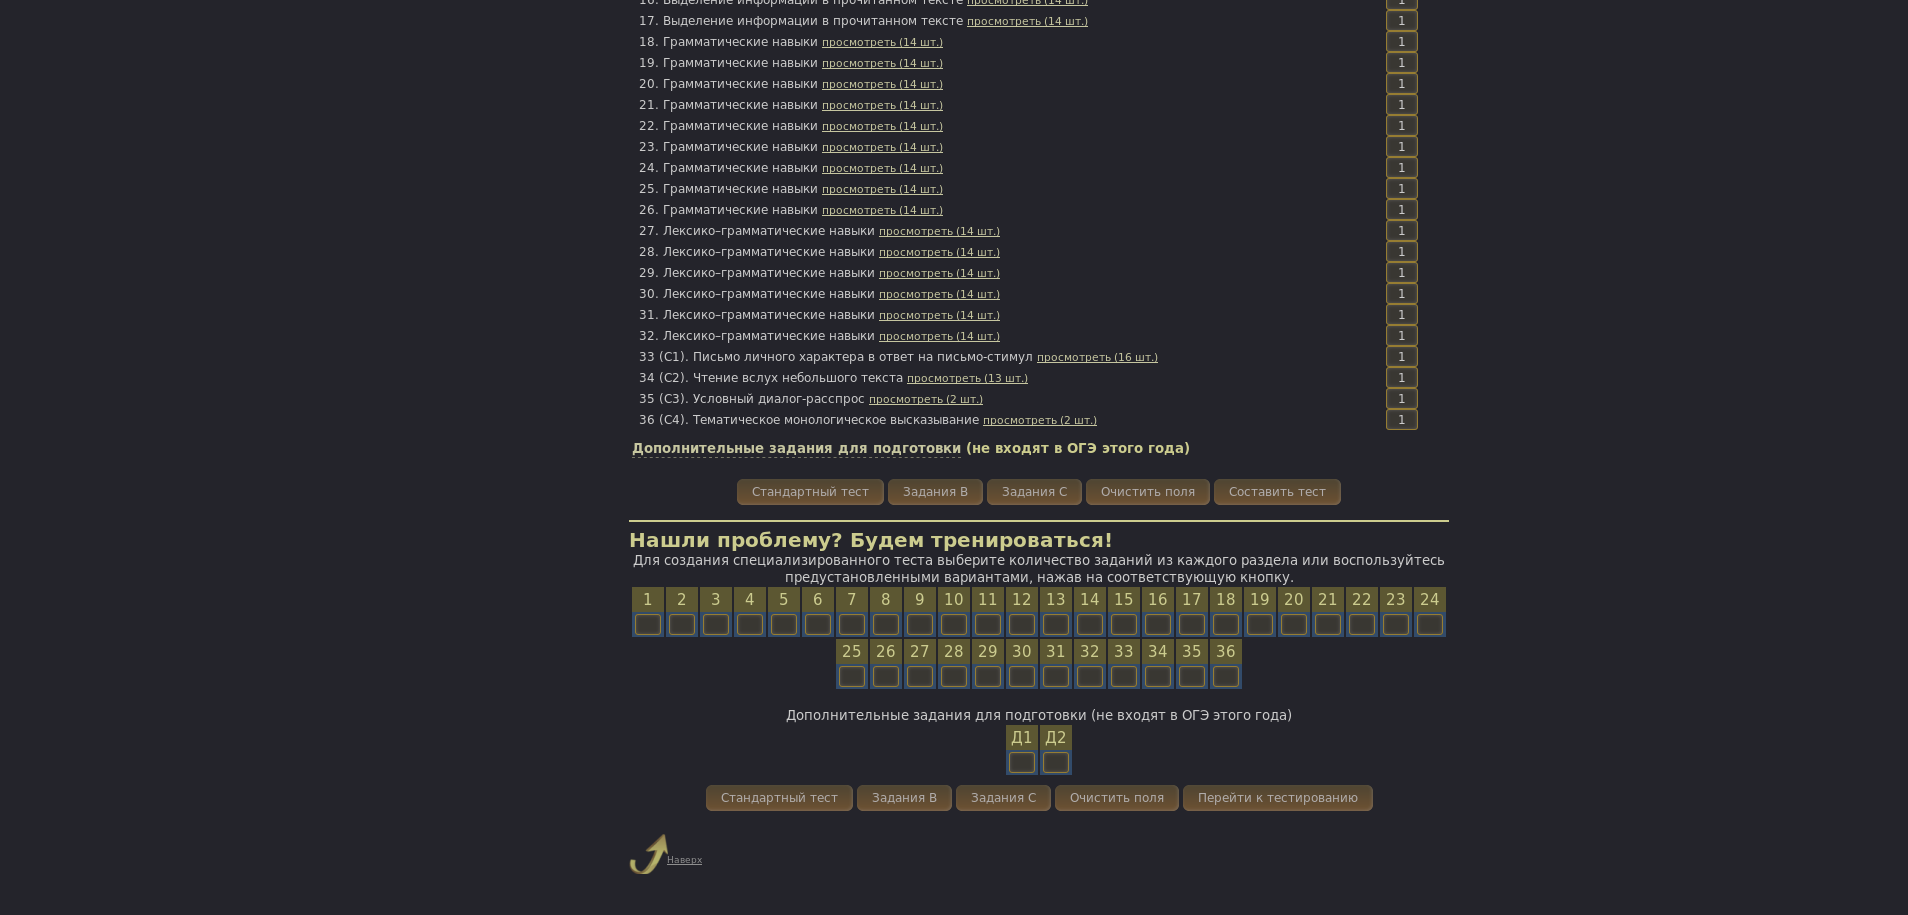 16. Выделение информации в прочитанном тексте просмотреть (14 шт.) 1
17. Выделение информации в прочитанном тексте просмотреть (14 шт.) 1
18. Грамматические навыки просмотреть (14 шт.) 1
19. Грамматические навыки просмотреть (14 шт.) 1
20. Грамматические навыки просмотреть (14 шт.) 1
21. Грамматические навыки просмотреть (14 шт.) 1
22. Грамматические навыки просмотреть (14 шт.) 1
23. Грамматические навыки просмотреть (14 шт.) 1
24. Грамматические навыки просмотреть (14 шт.) 1
25. Грамматические навыки просмотреть (14 шт.) 1
26. Грамматические навыки просмотреть (14 шт.) 1
27. Лексико–грамматические навыки просмотреть (14 шт.) 1
28. Лексико–грамматические навыки просмотреть (14 шт.) 1
29. Лексико–грамматические навыки просмотреть (14 шт.) 1
30. Лексико–грамматические навыки просмотреть (14 шт.) 1
31. Лексико–грамматические навыки просмотреть (14 шт.) 1
32. Лексико–грамматические навыки просмотреть (14 шт.) 1
33 (C1). Письмо личного характера в ответ на письмо-стимул просмотреть (16 шт.) 1
34 (C2). Чтение вслух небольшого текста просмотреть (13 шт.) 1
35 (C3). Условный диалог-расспрос просмотреть (2 шт.) 1
36 (C4). Тематическое монологическое высказывание просмотреть (2 шт.) 1
Дополнительные задания для подготовки (не входят в ОГЭ этого года)
Стандартный тест Задания B Задания C Очистить поля Составить тест
Нашли проблему? Будем тренироваться!
Для создания специализированного теста выберите количество заданий из каждого раздела или воспользуйтесь
предустановленными вариантами, нажав на соответствующую кнопку.
1 2 3 4 5 6 7 8 9 10 11 12 13 14 15 16 17 18 19 20 21 22 23 24
25 26 27 28 29 30 31 32 33 34 35 36
Дополнительные задания для подготовки (не входят в ОГЭ этого года)
Д1 Д2
Стандартный тест Задания B Задания C Очистить поля Перейти к тестированию
Наверх